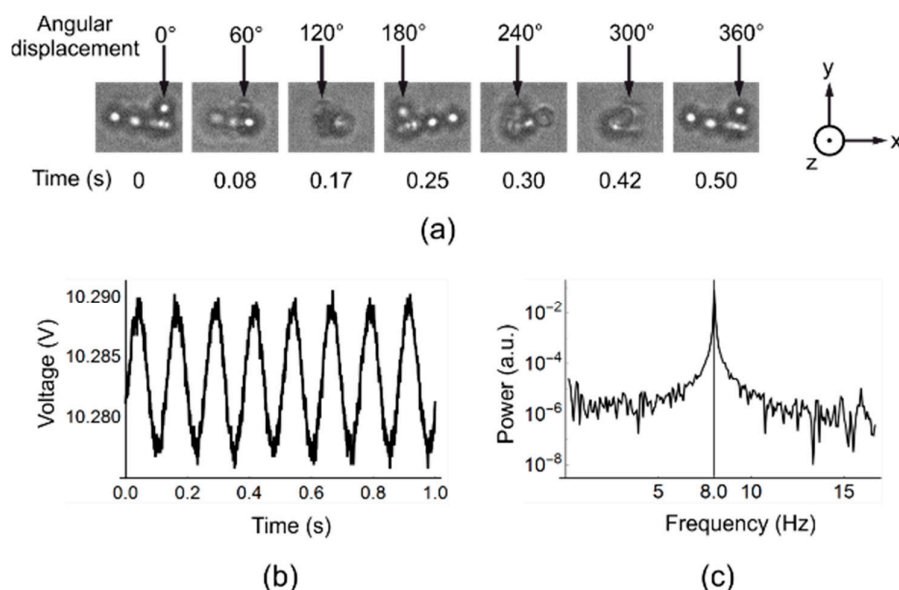 Angular displacement 0° 60° 120° 180° 240° 300° 360°
y
x
z
Time (s) 0 0.08 0.17 0.25 0.30 0.42 0.50
(a)
Voltage (V)
10.290
10.285
10.280
0.0 0.2 0.4 0.6 0.8 1.0
Time (s)
(b)
Power (a.u.)
10⁻²
10⁻⁴
10⁻⁶
10⁻⁸
5 8.0 10 15
Frequency (Hz)
(c)